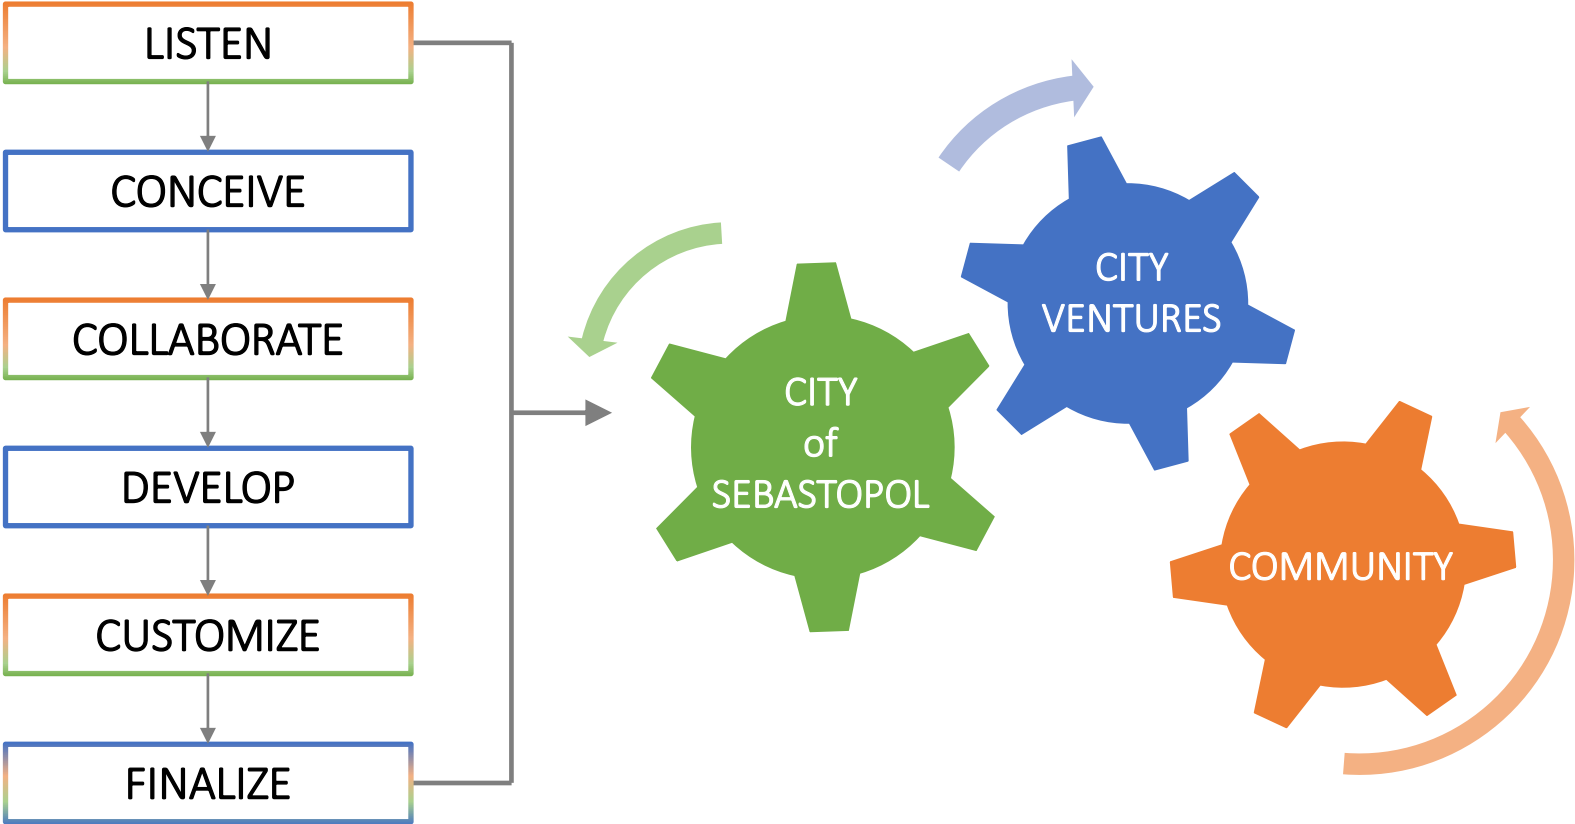 LISTEN
CONCEIVE
COLLABORATE
DEVELOP
CUSTOMIZE
FINALIZE
CITY
of
SEBASTOPOL
CITY
VENTURES
COMMUNITY